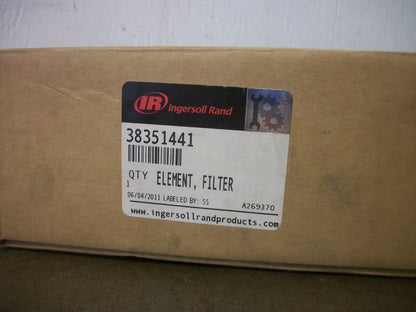 IR Ingersoll Rand
38351441
QTY ELEMENT, FILTER
1
06/04/2011 LABELED BY: SS A269370
www.ingersollrandproducts.com